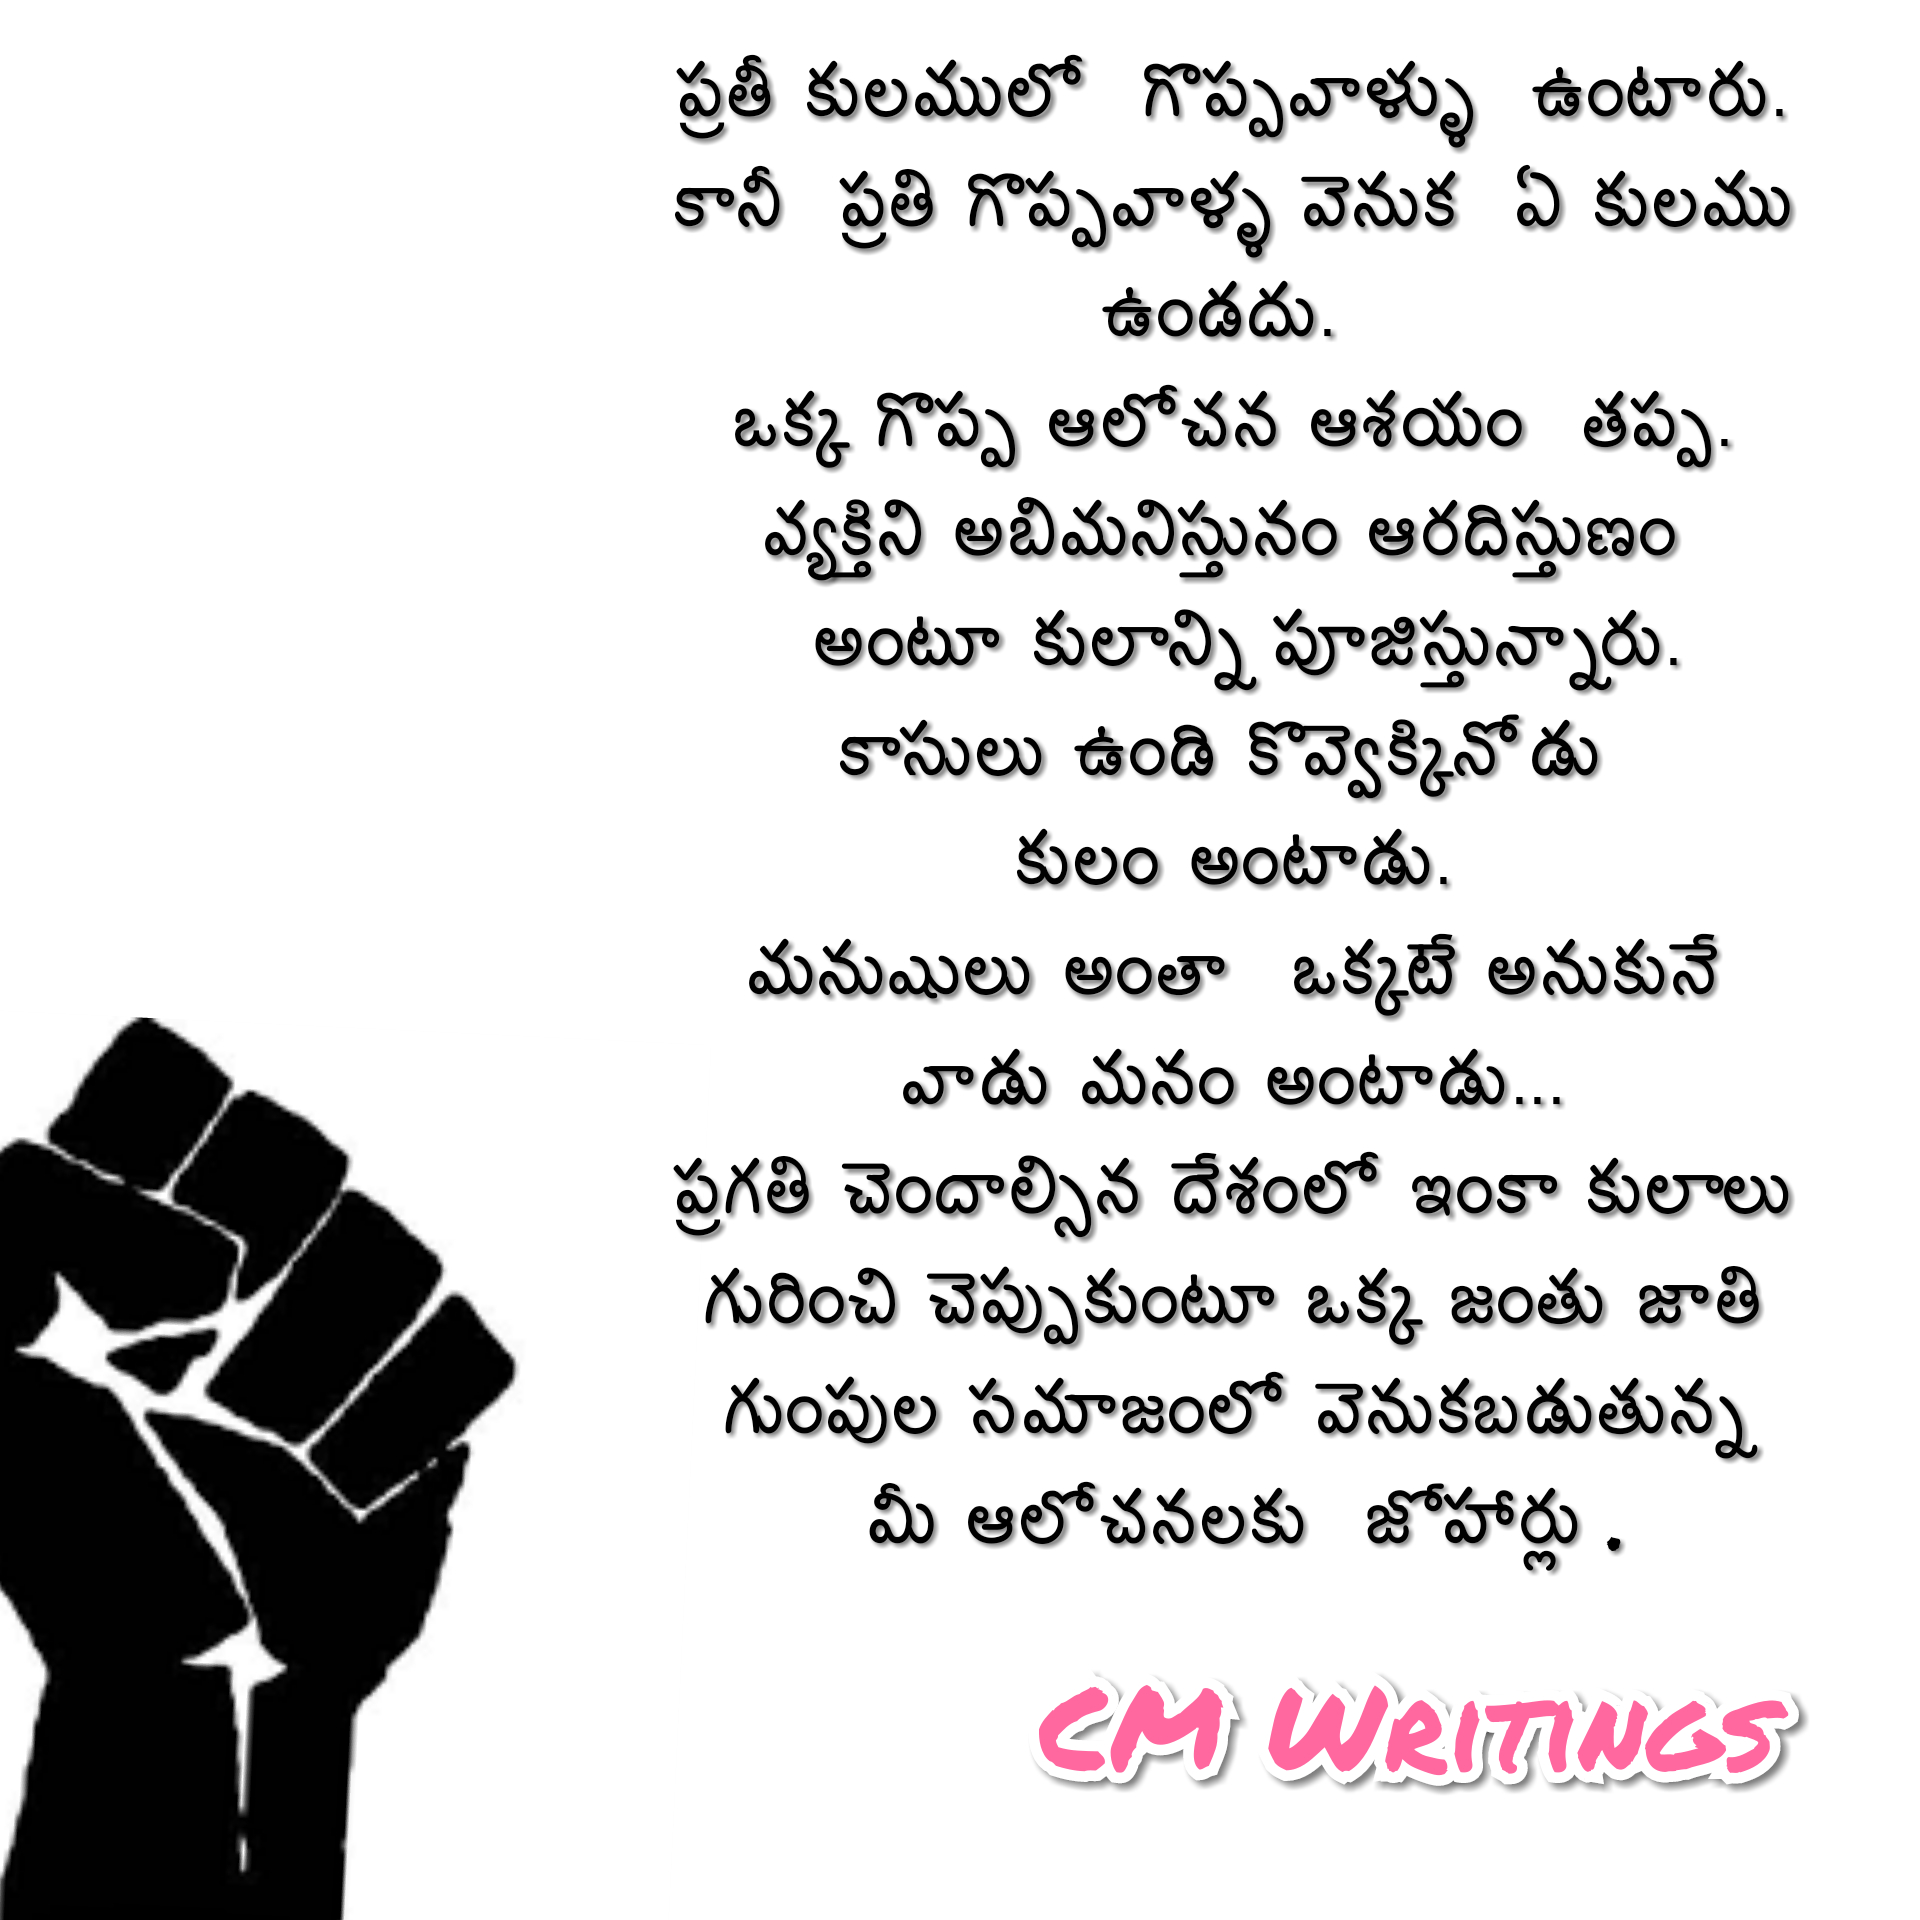 ప్రతీ కులములో గొప్పవాళ్ళు ఉంటారు.
కానీ ప్రతి గొప్పవాళ్ళ వెనుక ఏ కులము
ఉండదు.
ఒక్క గొప్ప ఆలోచన ఆశయం తప్ప.
వ్యక్తిని అబిమనిస్తునం ఆరదిస్తుణం
అంటూ కులాన్ని పూజిస్తున్నారు.
కాసులు ఉండి కొవ్వెక్కినోడు
కులం అంటాడు.
మనుషులు అంతా ఒక్కటే అనుకునే
వాడు మనం అంటాడు...
ప్రగతి చెందాల్సిన దేశంలో ఇంకా కులాలు
గురించి చెప్పుకుంటూ ఒక్క జంతు జాతి
గుంపుల సమాజంలో వెనుకబడుతున్న
మీ ఆలోచనలకు జోహార్లు .
CM WRITINGS